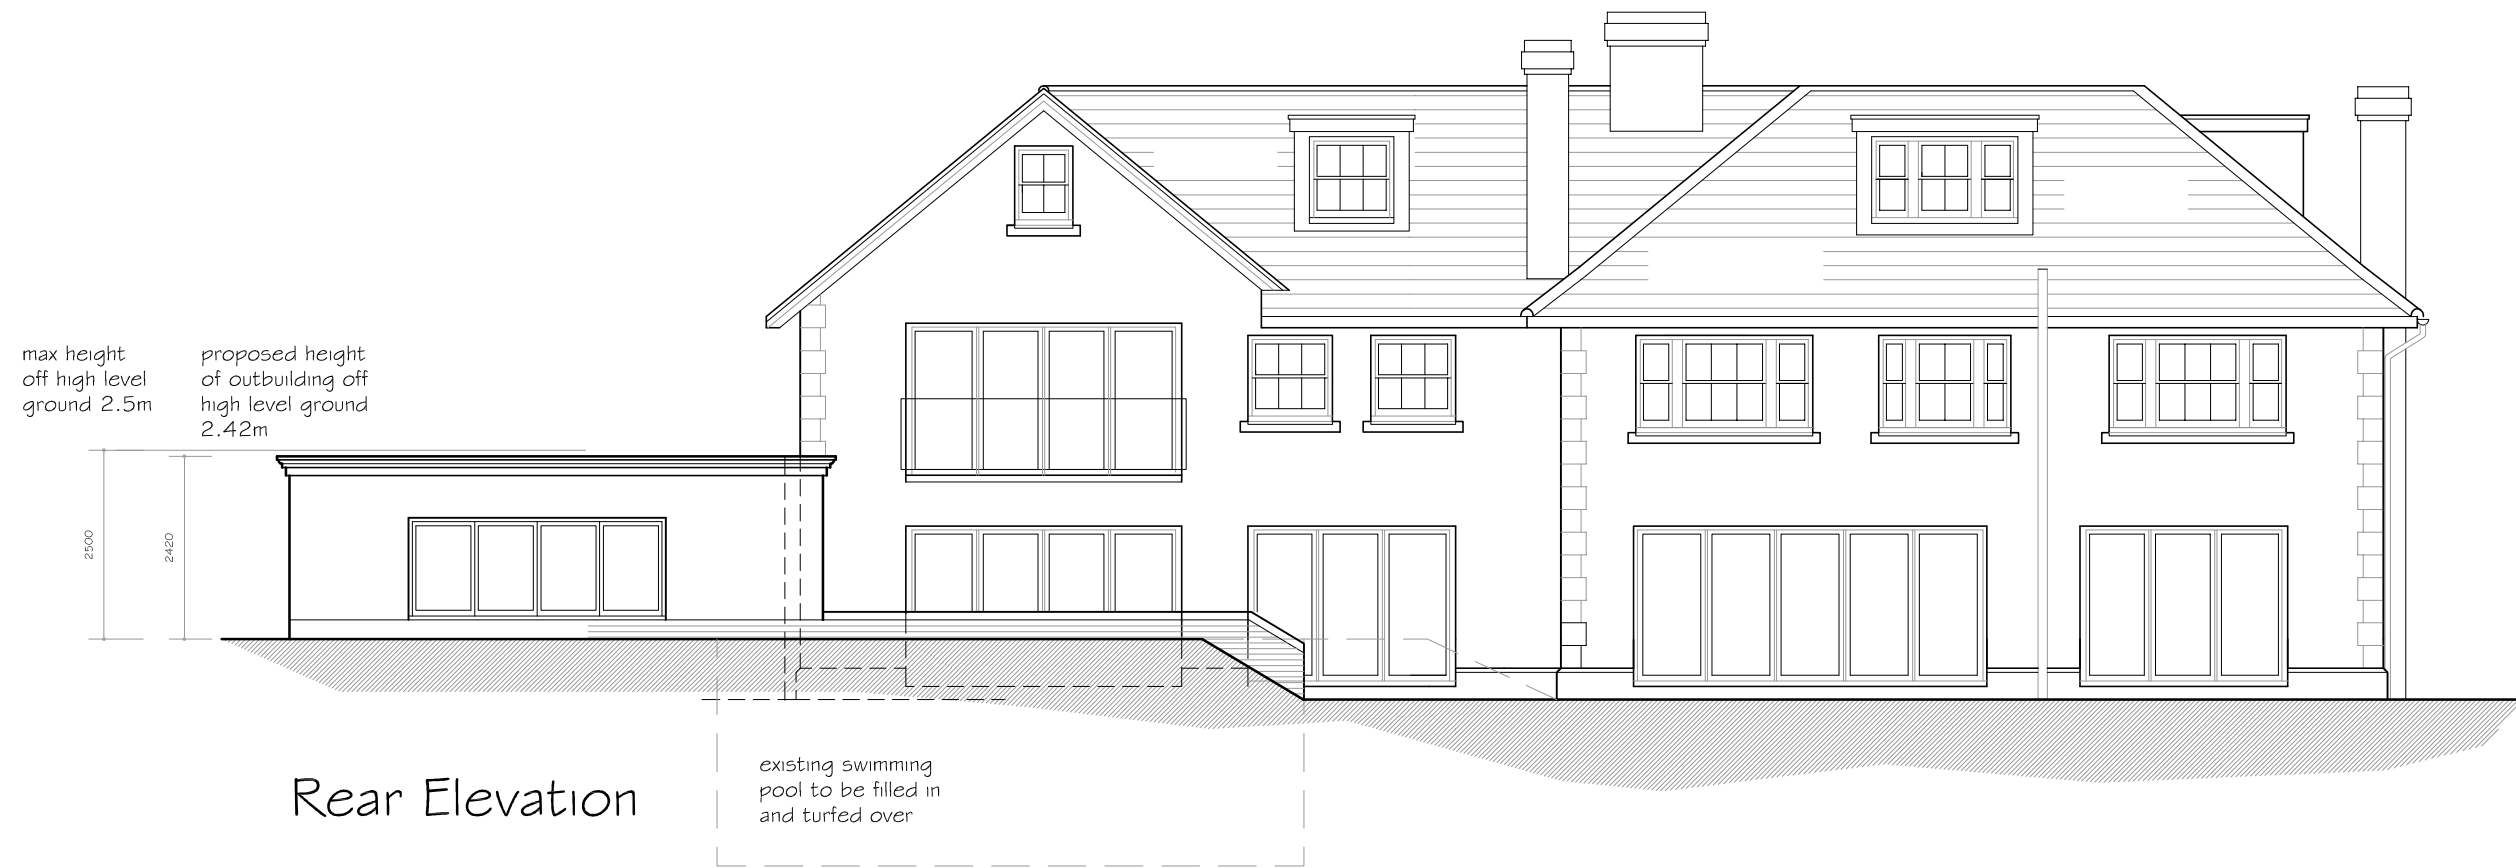 max height
off high level
ground 2.5m
proposed height
of outbuilding off
high level ground
2.42m
2500
2420
existing swimming
pool to be filled in
and turfed over
Rear Elevation